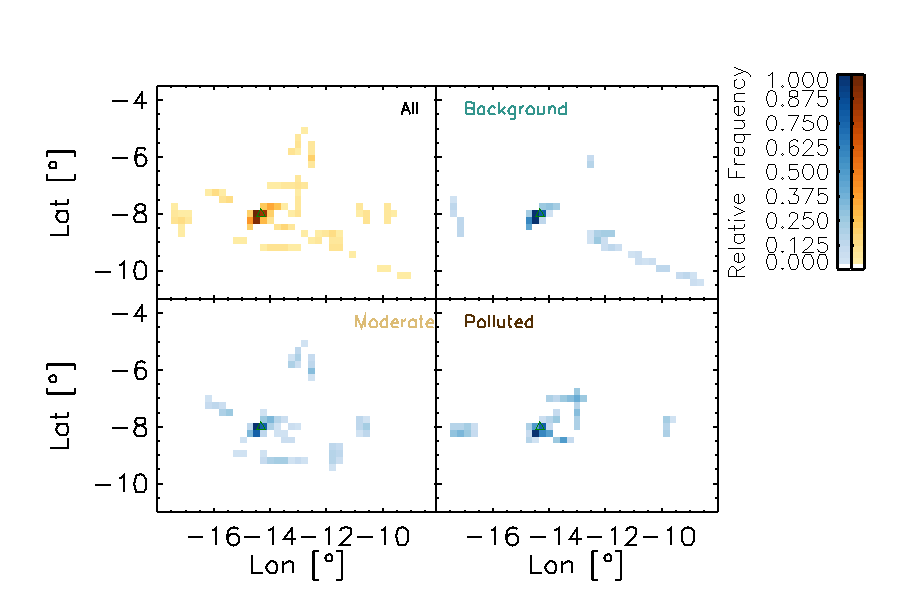 All
Background
Lat [°]
−4
−6
−8
−10
Moderate
Polluted
Lat [°]
−4
−6
−8
−10
−16−14−12−10
−16−14−12−10
Lon [°]
Lon [°]
Relative Frequency
1.000
0.875
0.750
0.625
0.500
0.375
0.250
0.125
0.000